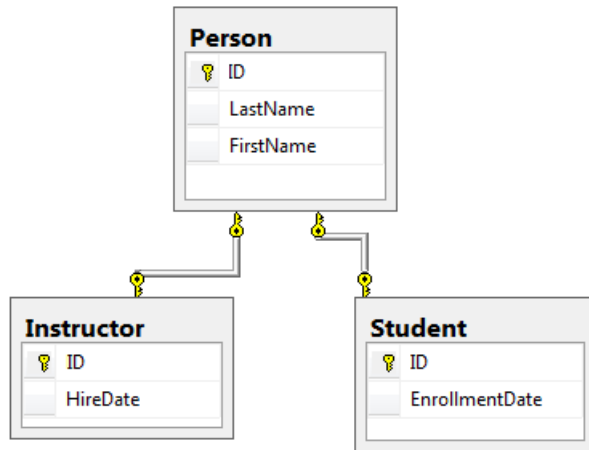 Person
ID
LastName
FirstName
Instructor
ID
HireDate
Student
ID
EnrollmentDate